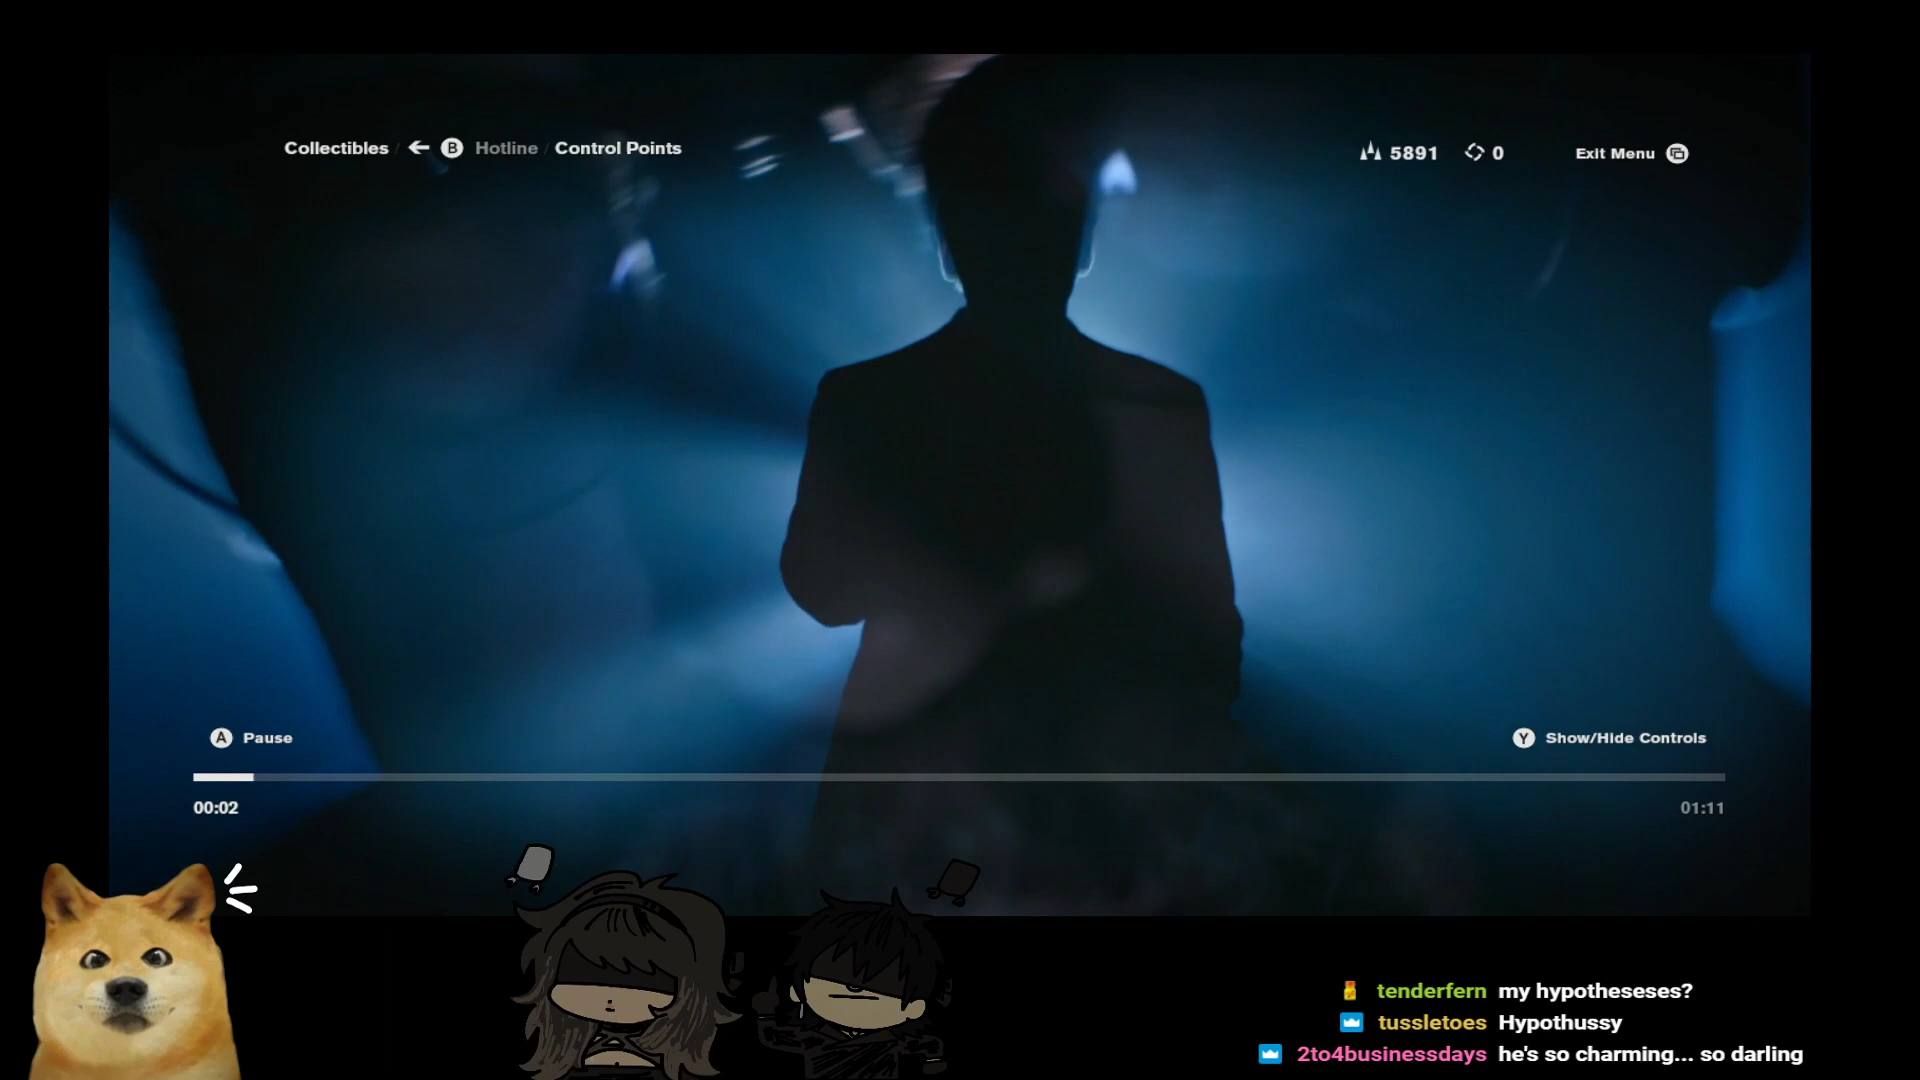 Collectibles / B Hotline / Control Points
5891 0 Exit Menu
A Pause
Y Show/Hide Controls
00:02
01:11
tenderfern my hypotheseses?
tussletoes Hypothussy
2to4businessdays he's so charming... so darling